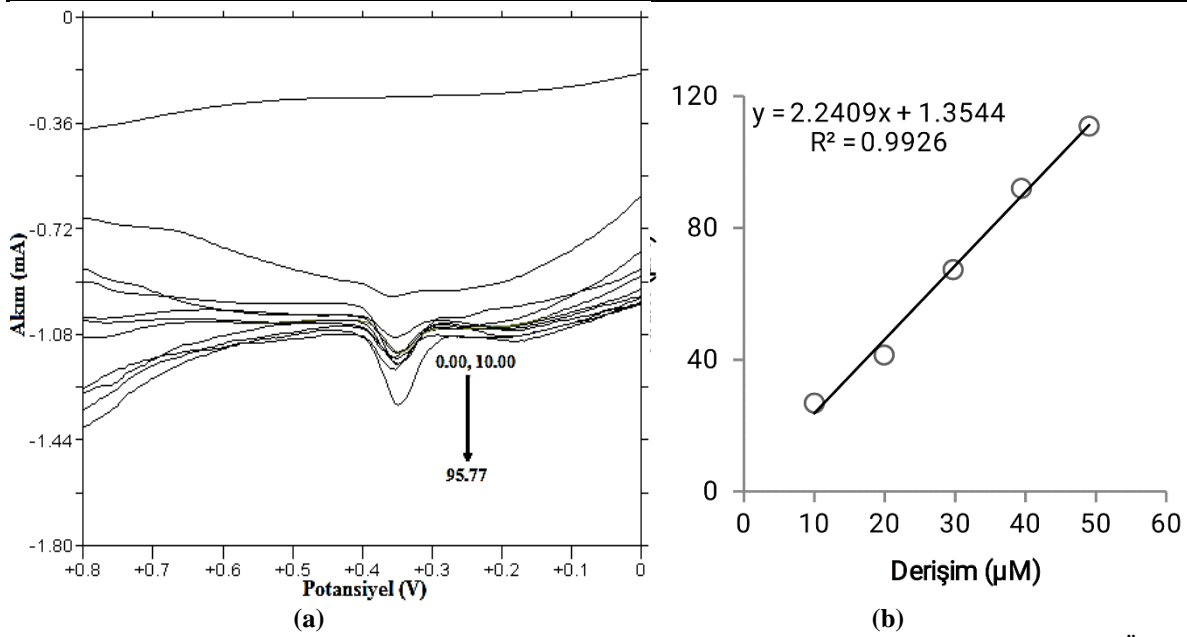 0
-0.36
-0.72
-1.08
-1.44
-1.80
Akım (mA)
0.00, 10.00
95.77
+0.8 +0.7 +0.6 +0.5 +0.4 +0.3 +0.2 +0.1 0
Potansiyel (V)
(a)
120
80
40
0
y = 2.2409x + 1.3544
R² = 0.9926
0 10 20 30 40 50 60
Derişim (µM)
(b)